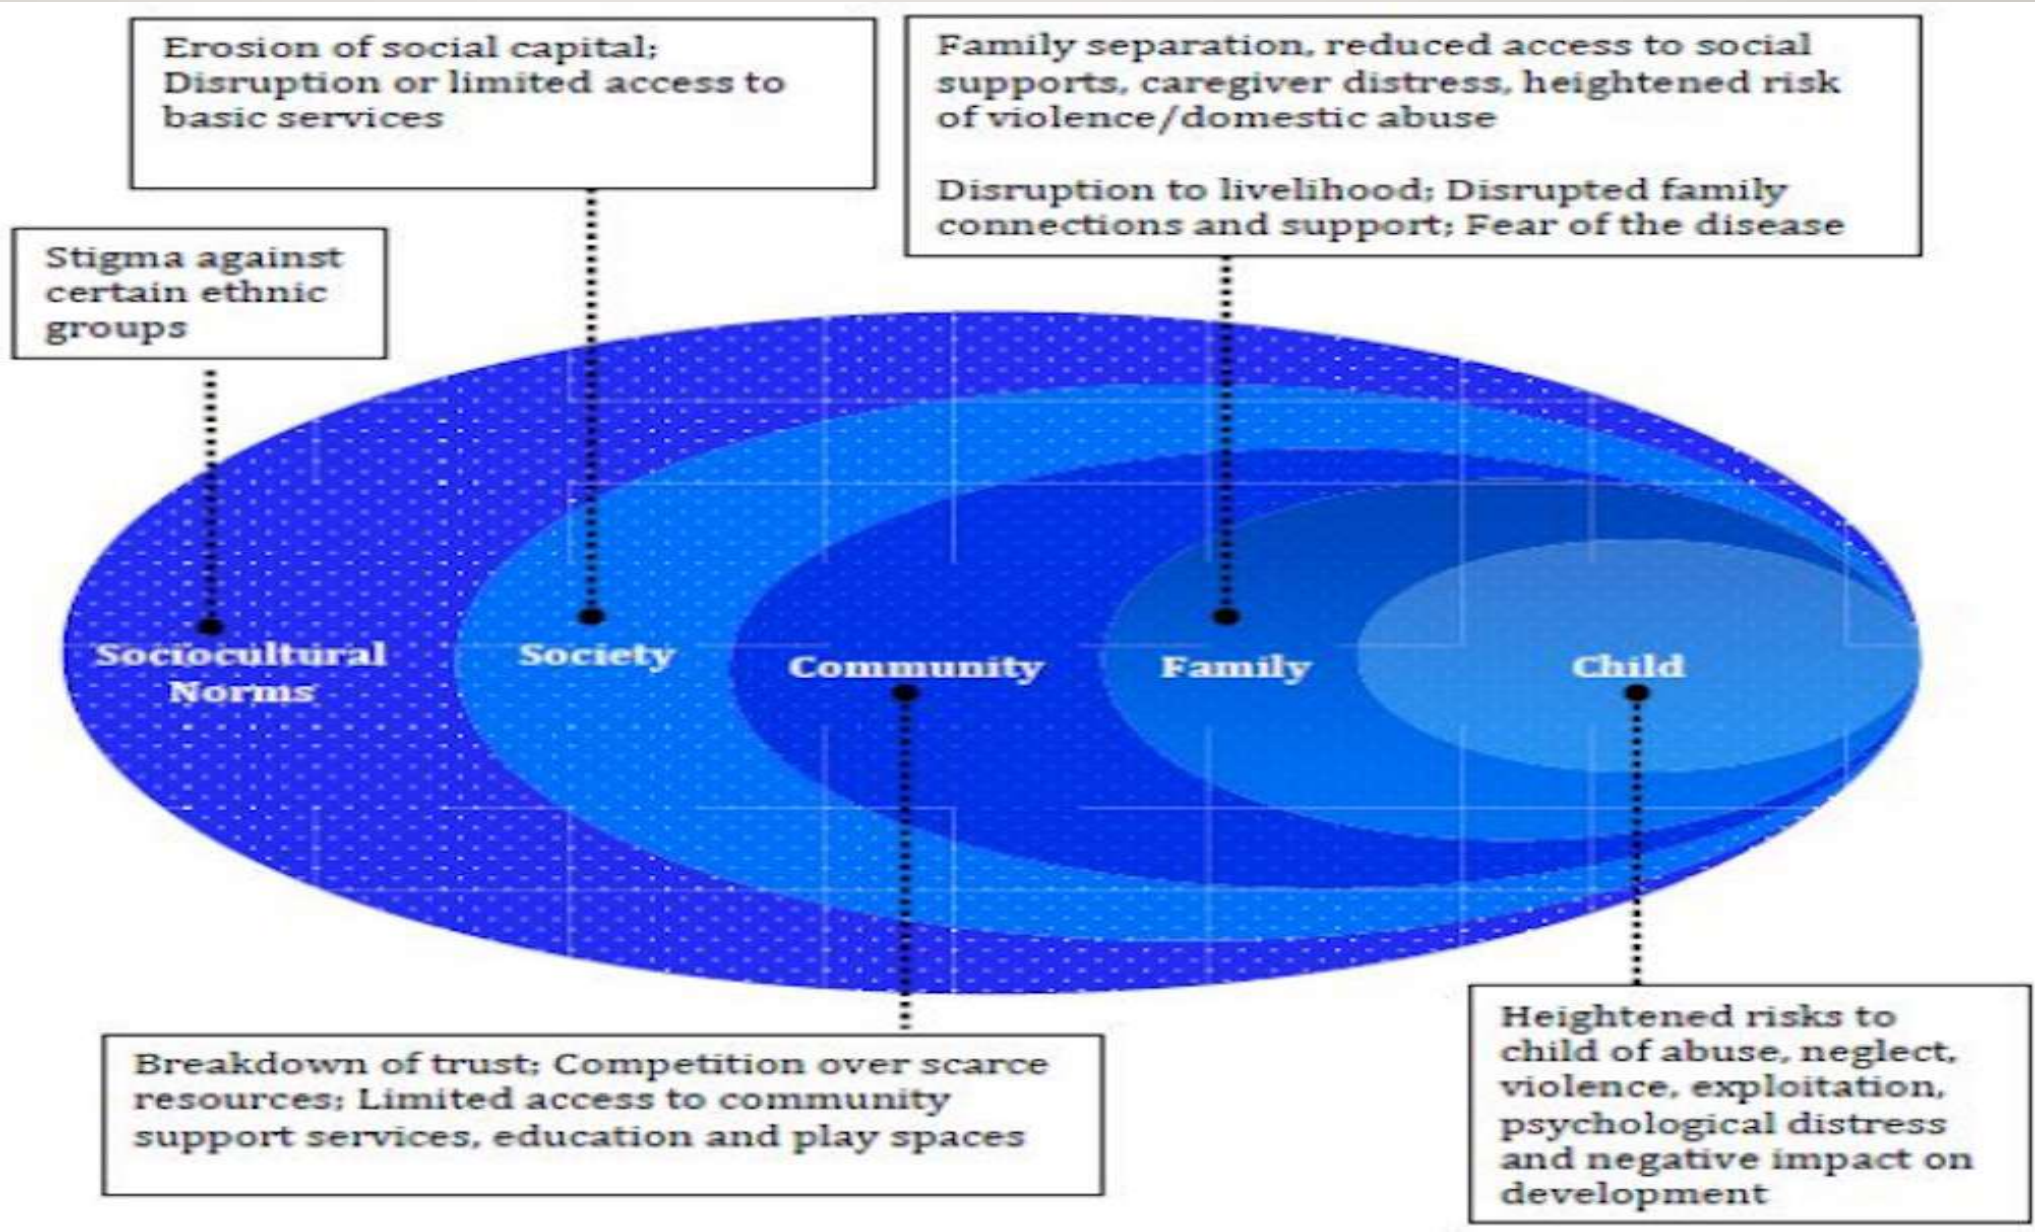 Erosion of social capital;
Disruption or limited access to
basic services
Family separation, reduced access to social
supports, caregiver distress, heightened risk
of violence/domestic abuse
Disruption to livelihood; Disrupted family
connections and support; Fear of the disease
Stigma against
certain ethnic
groups
Sociocultural
Norms
Society
Community
Family
Child
Breakdown of trust; Competition over scarce
resources; Limited access to community
support services, education and play spaces
Heightened risks to
child of abuse, neglect,
violence, exploitation,
psychological distress
and negative impact on
development